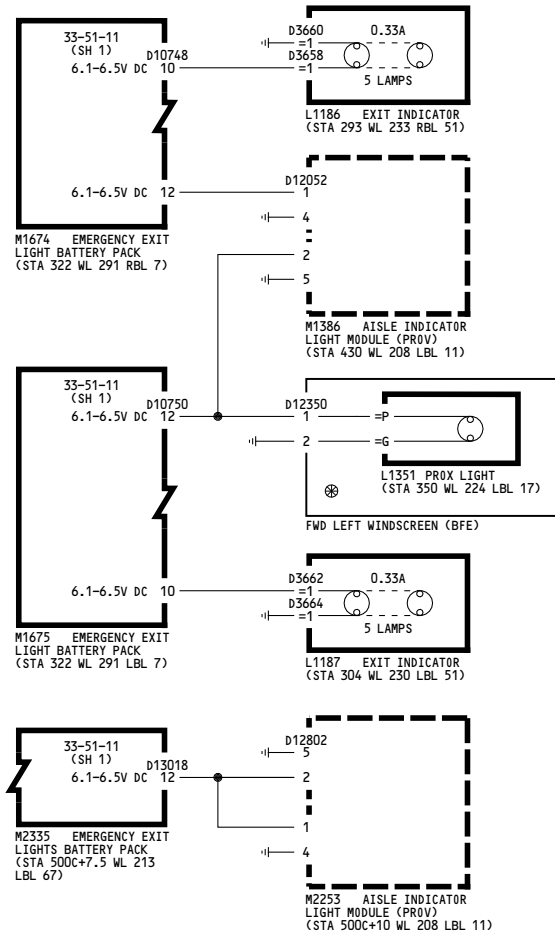 33-51-11
(SH 1)
D10748
6.1-6.5V DC 10
6.1-6.5V DC 12
M1674 EMERGENCY EXIT
LIGHT BATTERY PACK
(STA 322 WL 291 RBL 7)
D3660
=1
D3658
=1
0.33A
5 LAMPS
L1186 EXIT INDICATOR
(STA 293 WL 233 RBL 51)
D12052
1
4
2
5
M1386 AISLE INDICATOR
LIGHT MODULE (PROV)
(STA 430 WL 208 LBL 11)
33-51-11
(SH 1)
D10750
6.1-6.5V DC 12
6.1-6.5V DC 10
M1675 EMERGENCY EXIT
LIGHT BATTERY PACK
(STA 322 WL 291 LBL 7)
D12350
1 =P
2 =G
L1351 PROX LIGHT
(STA 350 WL 224 LBL 17)
FWD LEFT WINDSCREEN (BFE)
D3662
=1
D3664
=1
0.33A
5 LAMPS
L1187 EXIT INDICATOR
(STA 304 WL 230 LBL 51)
33-51-11
(SH 1)
D13018
6.1-6.5V DC 12
M2335 EMERGENCY EXIT
LIGHTS BATTERY PACK
(STA 500C+7.5 WL 213
LBL 67)
D12802
5
2
1
4
M2253 AISLE INDICATOR
LIGHT MODULE (PROV)
(STA 500C+10 WL 208 LBL 11)